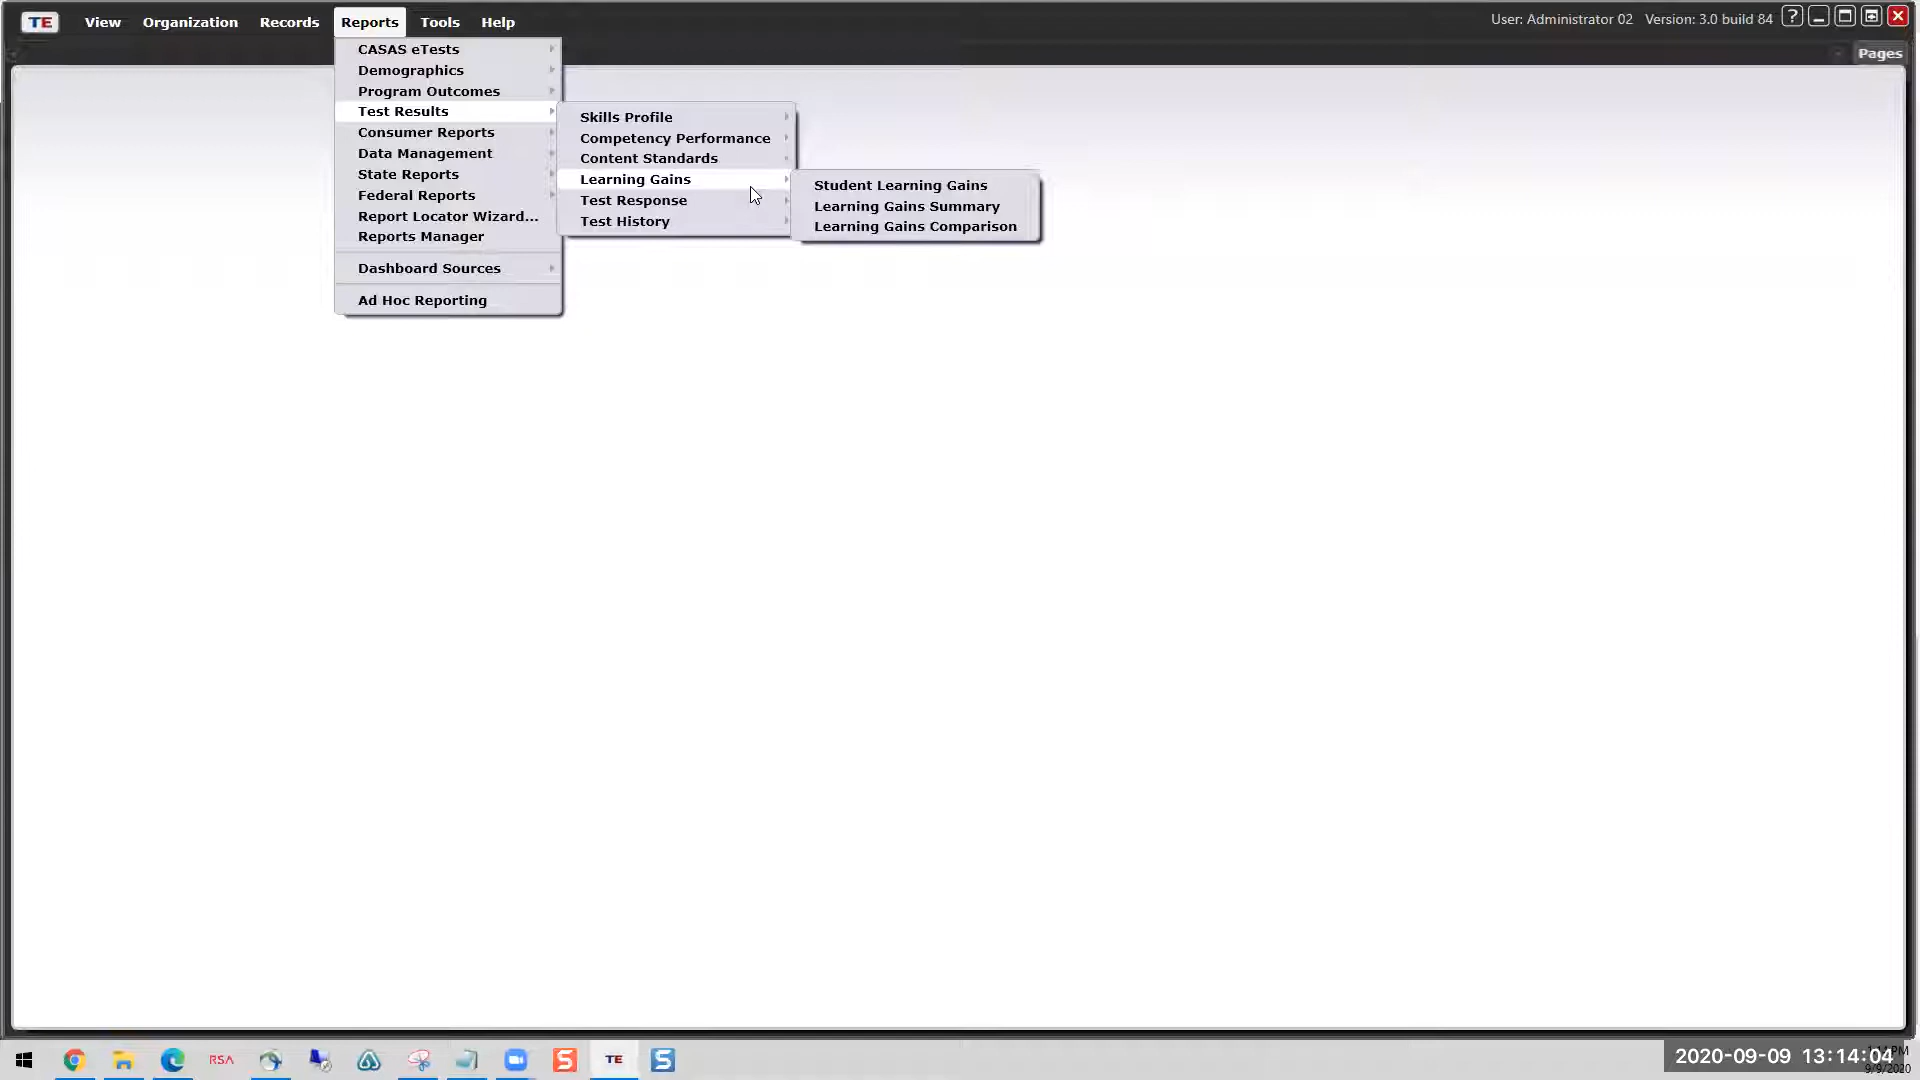 TE View Organization Records Reports Tools Help User: Administrator 02 Version: 3.0 build 84 ?
Pages
CASAS eTests
Demographics
Program Outcomes
Test Results
Consumer Reports
Data Management
State Reports
Federal Reports
Report Locator Wizard...
Reports Manager
Dashboard Sources
Ad Hoc Reporting
Skills Profile
Competency Performance
Content Standards
Learning Gains
Test Response
Test History
Student Learning Gains
Learning Gains Summary
Learning Gains Comparison
RSA S TE S
2020-09-09 13:14:04
9/9/2020